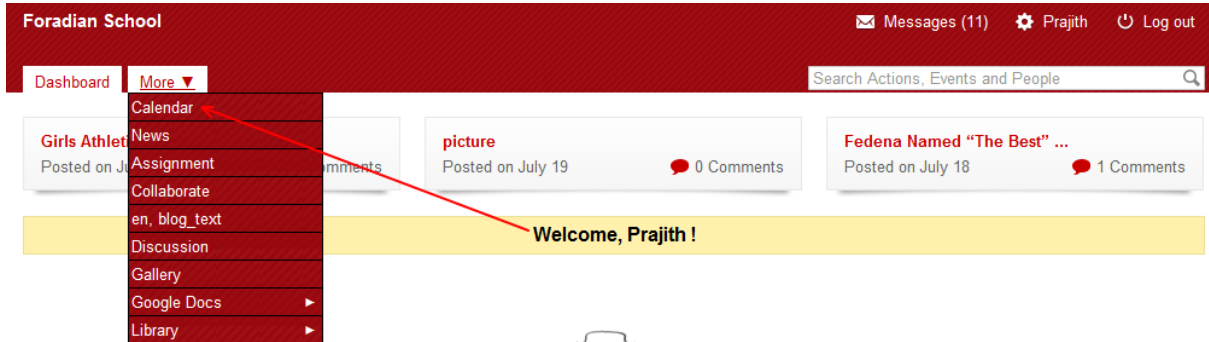 Foradian School
Messages (11) Prajith Log out
Dashboard More ▼ Search Actions, Events and People
Calendar
News
Assignment
Collaborate
en, blog_text
Discussion
Gallery
Google Docs
Library
Girls Athleti
Posted on Ju mments
picture
Posted on July 19 0 Comments
Fedena Named “The Best” ...
Posted on July 18 1 Comments
Welcome, Prajith !